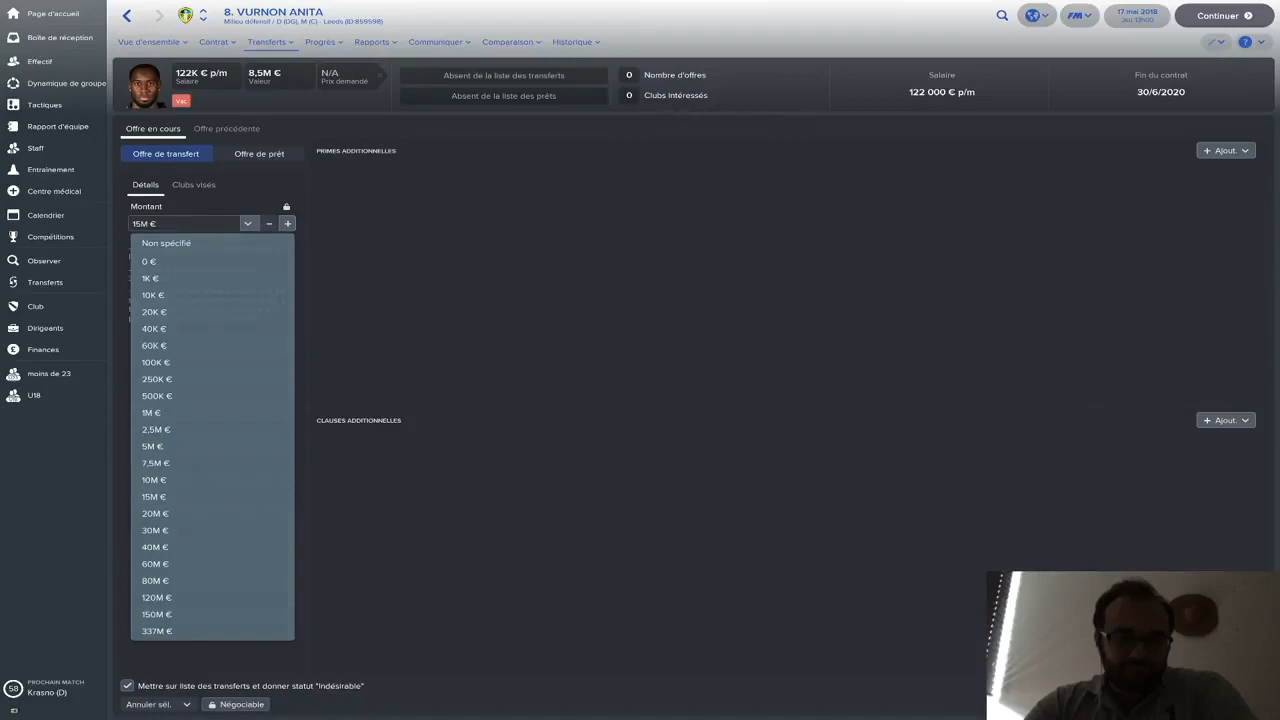 Page d'accueil
Boîte de réception
Effectif
Dynamique de groupe
Tactiques
Rapport d'équipe
Staff
Entraînement
Centre médical
Calendrier
Compétitions
Observer
Transferts
Club
Dirigeants
Finances
moins de 23
U18
PROCHAIN MATCH
58 Krasno (D)
8. VURNON ANITA
Milieu défensif / D (DG), M (C) - Leeds (ID:859598)
FM
17 mai 2018
Jeu 13h00
Continuer
Vue d'ensemble
Contrat
Transferts
Progrès
Rapports
Communiquer
Comparaison
Historique
?
122K € p/m
Salaire
8,5M €
Valeur
N/A
Prix demandé
Vac
Absent de la liste des transferts
Absent de la liste des prêts
0 Nombre d'offres
0 Clubs intéressés
Salaire
122 000 € p/m
Fin du contrat
30/6/2020
Offre en cours
Offre précédente
Offre de transfert
Offre de prêt
PRIMES ADDITIONNELLES
+ Ajout.
Détails
Clubs visés
Montant
15M €
Non spécifié
0 €
1K €
10K €
20K €
40K €
60K €
100K €
250K €
500K €
1M €
2,5M €
5M €
7,5M €
10M €
15M €
20M €
30M €
40M €
60M €
80M €
120M €
150M €
337M €
CLAUSES ADDITIONNELLES
+ Ajout.
Mettre sur liste des transferts et donner statut "Indésirable"
Annuler sél.
Négociable